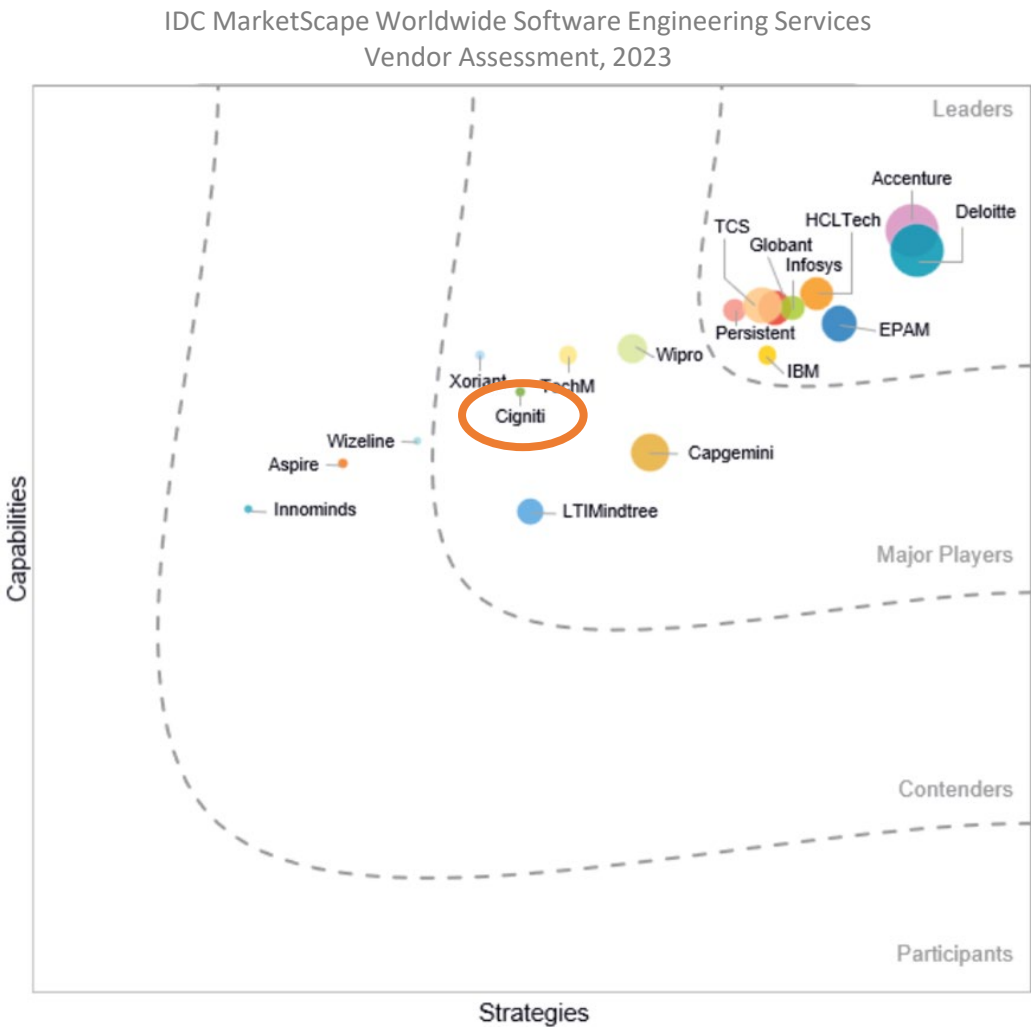 IDC MarketScape Worldwide Software Engineering Services
Vendor Assessment, 2023
Leaders
Accenture
Deloitte
HCLTech
TCS
Globant
Infosys
Persistent
EPAM
IBM
Wipro
Xoriant
TechM
Cigniti
Wizeline
Aspire
Capgemini
Innominds
LTIMindtree
Major Players
Capabilities
Contenders
Participants
Strategies